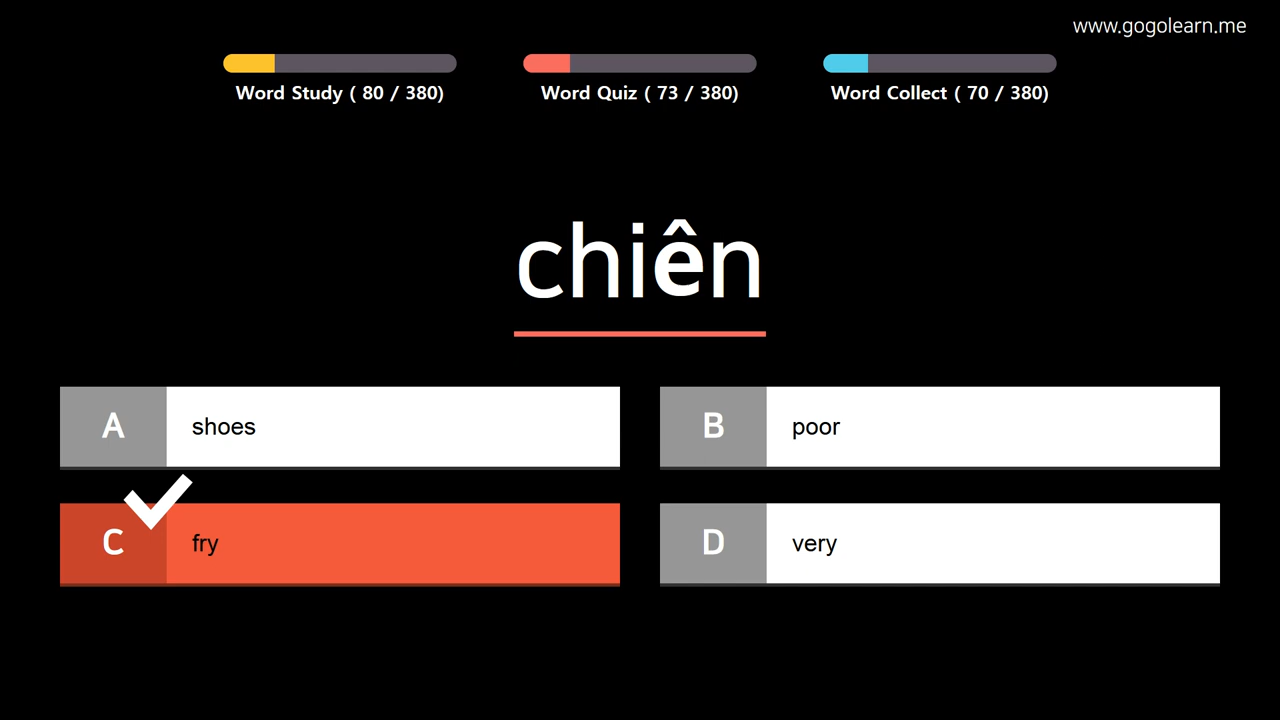 www.gogolearn.me
Word Study ( 80 / 380)
Word Quiz ( 73 / 380)
Word Collect ( 70 / 380)
chiên
A shoes
B poor
C fry
D very